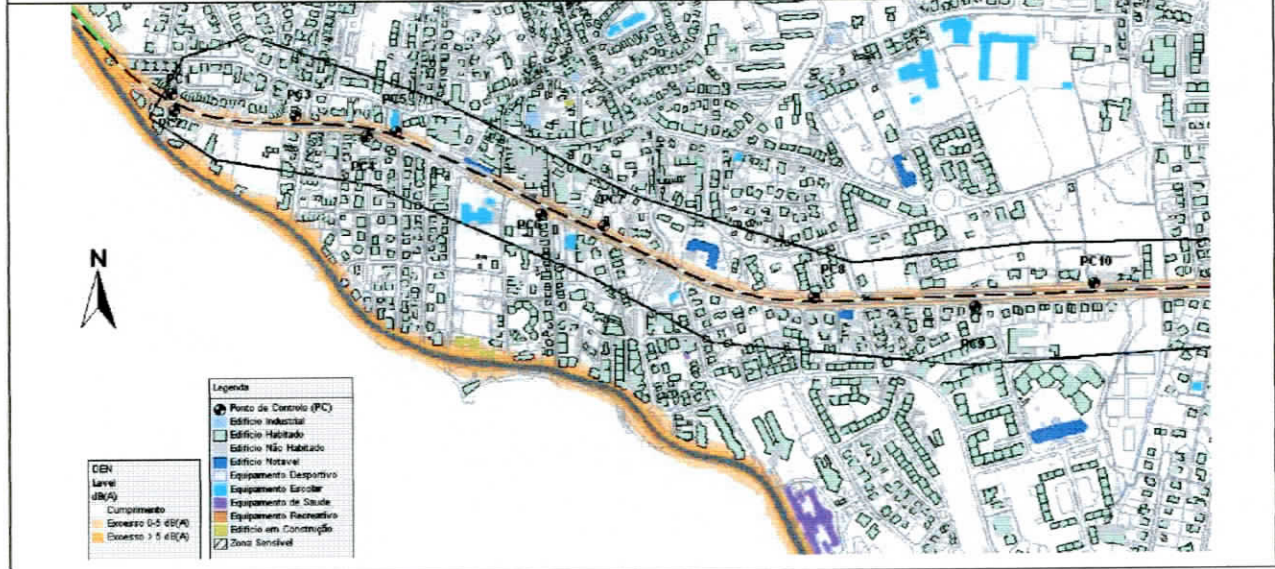 PC3
PC5
PC4
PC6
PC7
PC8
PC10
PC9
N
Legenda
Ponto de Controlo (PC)
Edifício Industrial
Edifício Habitado
Edifício Não Habitado
Edifício Notavel
Equipamento Desportivo
Equipamento Escolar
Equipamento de Saude
Equipamento Recreativo
Edifício em Construção
Zona Sensível
DEN
Level
dB(A)
Cumprimento
Excesso 0-5 dB(A)
Excesso > 5 dB(A)